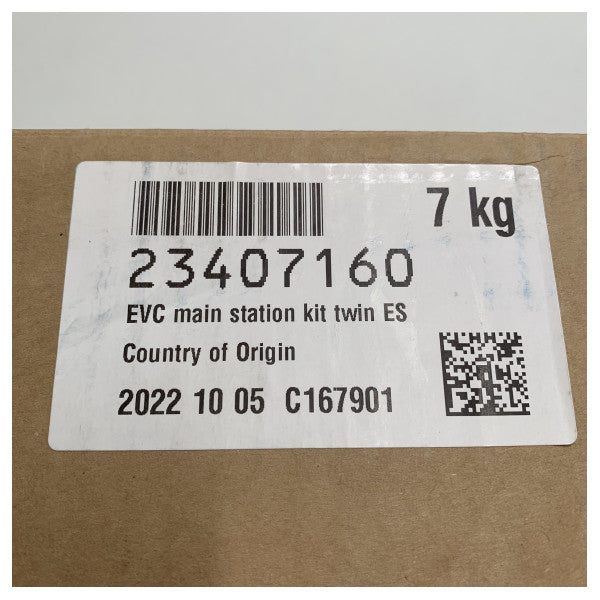 7 kg
23407160
EVC main station kit twin ES
Country of Origin
2022 10 05 C167901